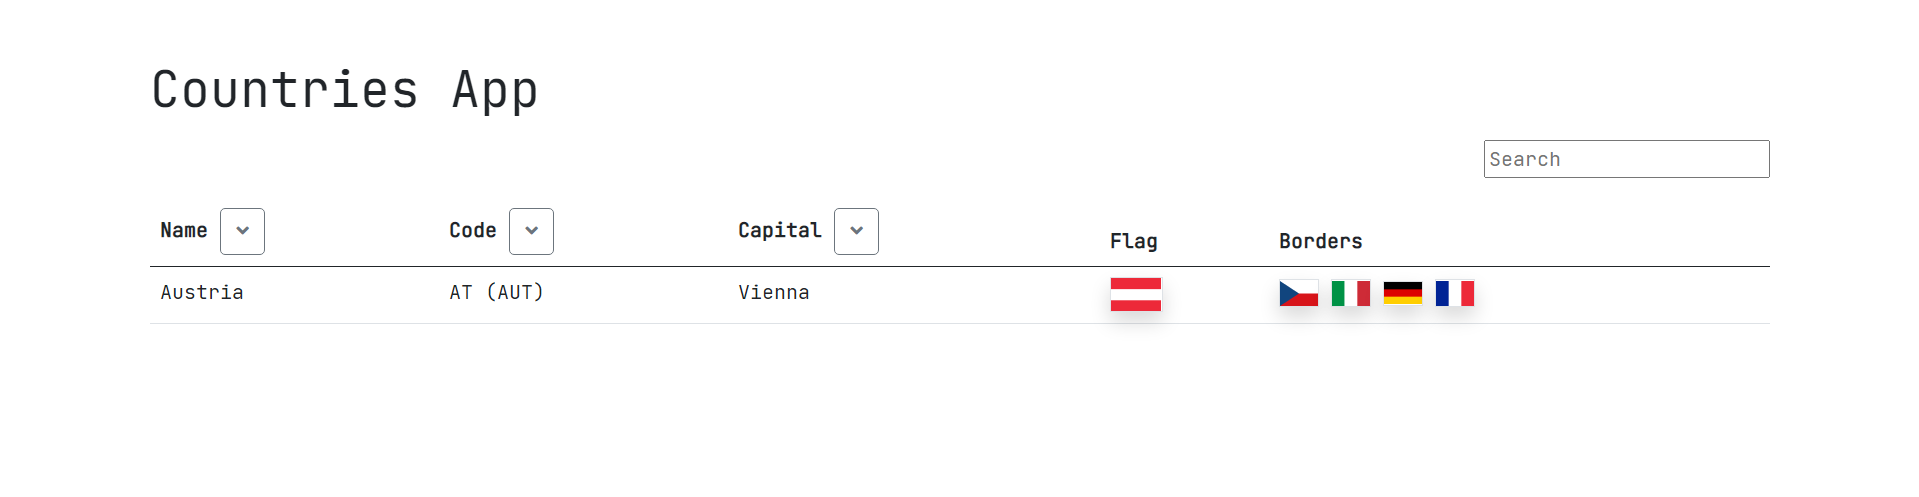 Countries App
Search
Name Code Capital Flag Borders
Austria AT (AUT) Vienna